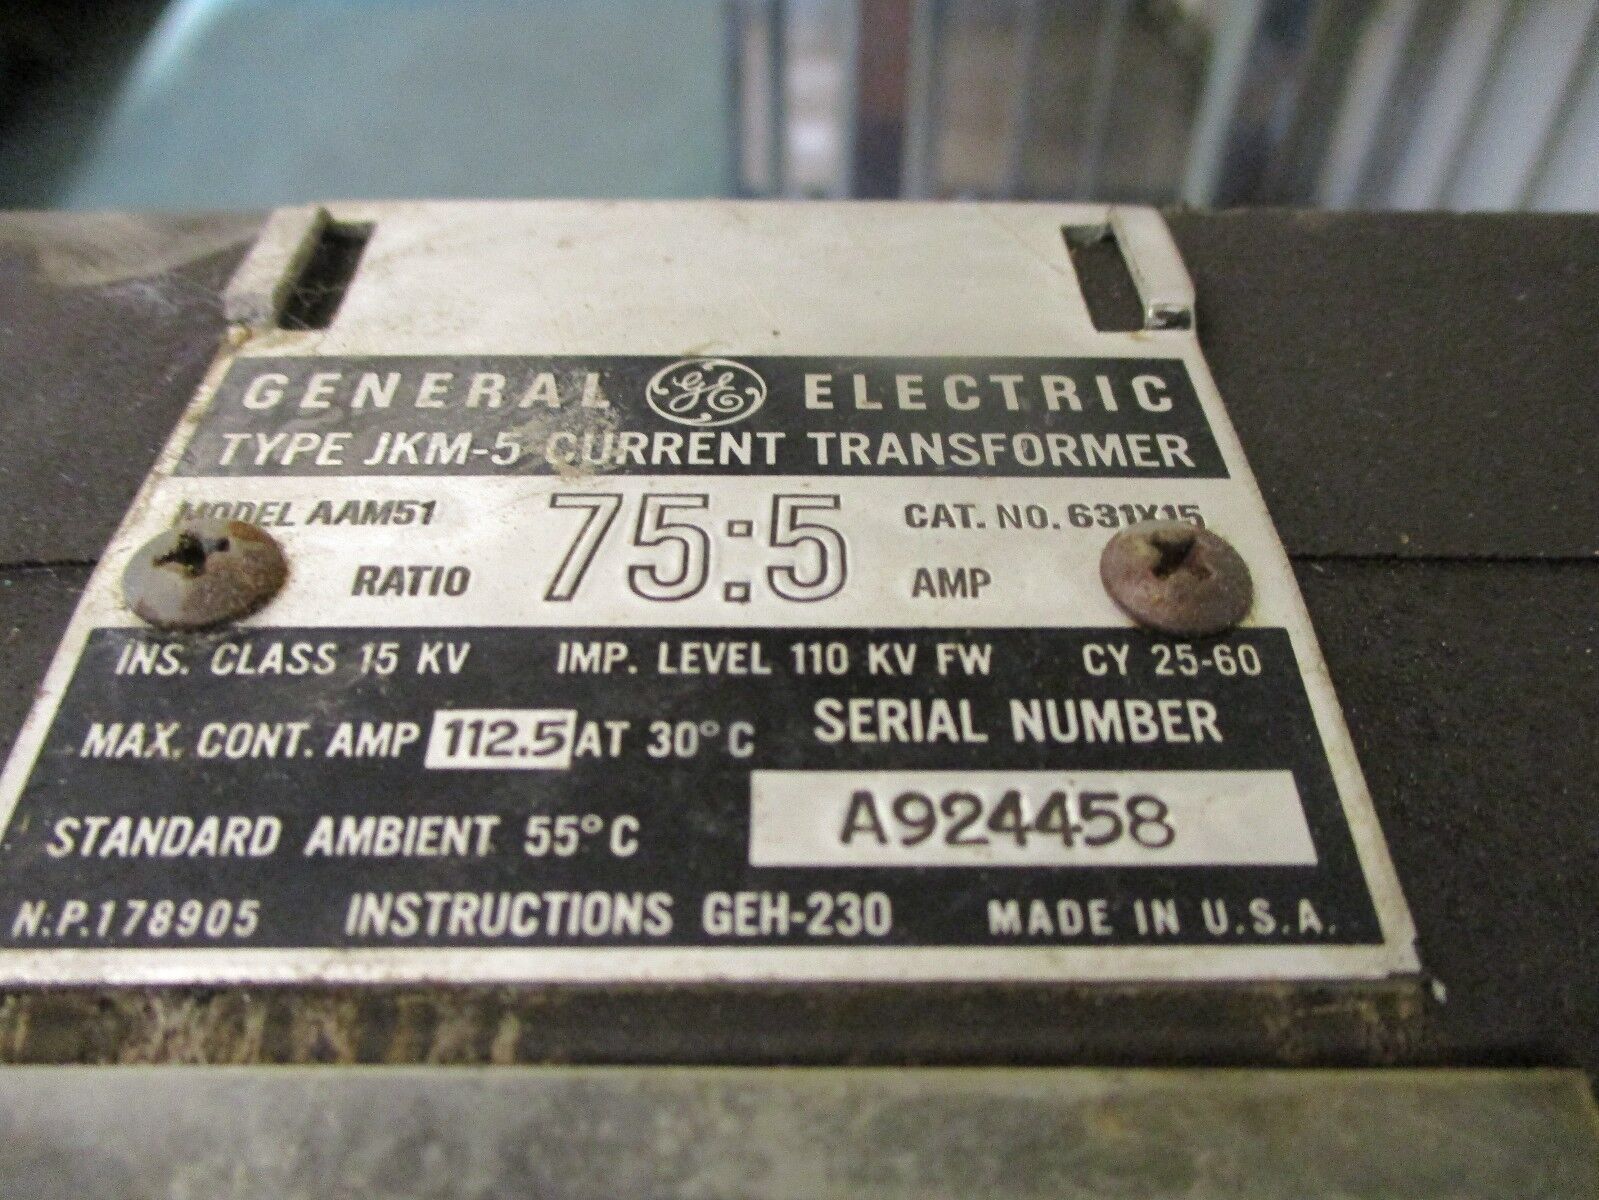 GENERAL GE ELECTRIC
TYPE JKM-5 CURRENT TRANSFORMER
MODEL AAM51 75:5 CAT. NO. 631X15
RATIO AMP
INS. CLASS 15 KV IMP. LEVEL 110 KV FW CY 25-60
MAX. CONT. AMP 112.5 AT 30°C SERIAL NUMBER
STANDARD AMBIENT 55°C A924458
N.P.178905 INSTRUCTIONS GEH-230 MADE IN U.S.A.